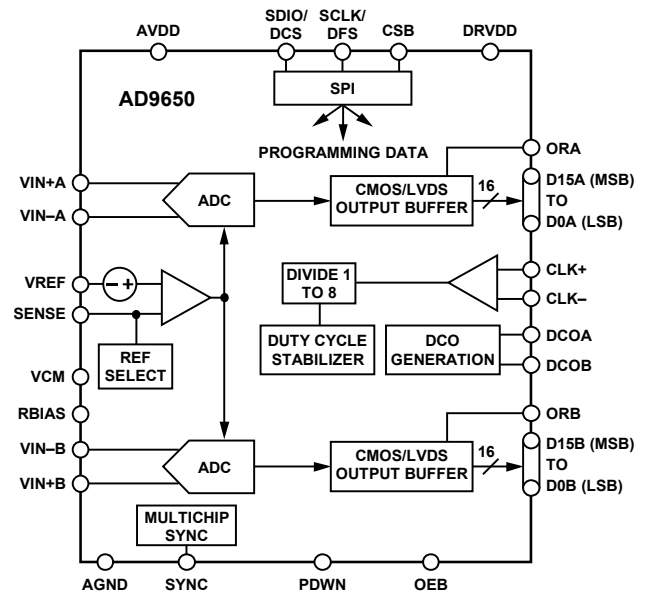 AVDD
SDIO/
DCS
SCLK/
DFS
CSB
DRVDD
AD9650
SPI
PROGRAMMING DATA
ORA
VIN+A
VIN–A
ADC
CMOS/LVDS
OUTPUT BUFFER
16
D15A (MSB)
TO
D0A (LSB)
VREF
– +
SENSE
REF
SELECT
DIVIDE 1
TO 8
DUTY CYCLE
STABILIZER
DCO
GENERATION
CLK+
CLK–
DCOA
DCOB
VCM
RBIAS
VIN–B
VIN+B
ADC
CMOS/LVDS
OUTPUT BUFFER
16
ORB
D15B (MSB)
TO
D0B (LSB)
MULTICHIP
SYNC
AGND
SYNC
PDWN
OEB